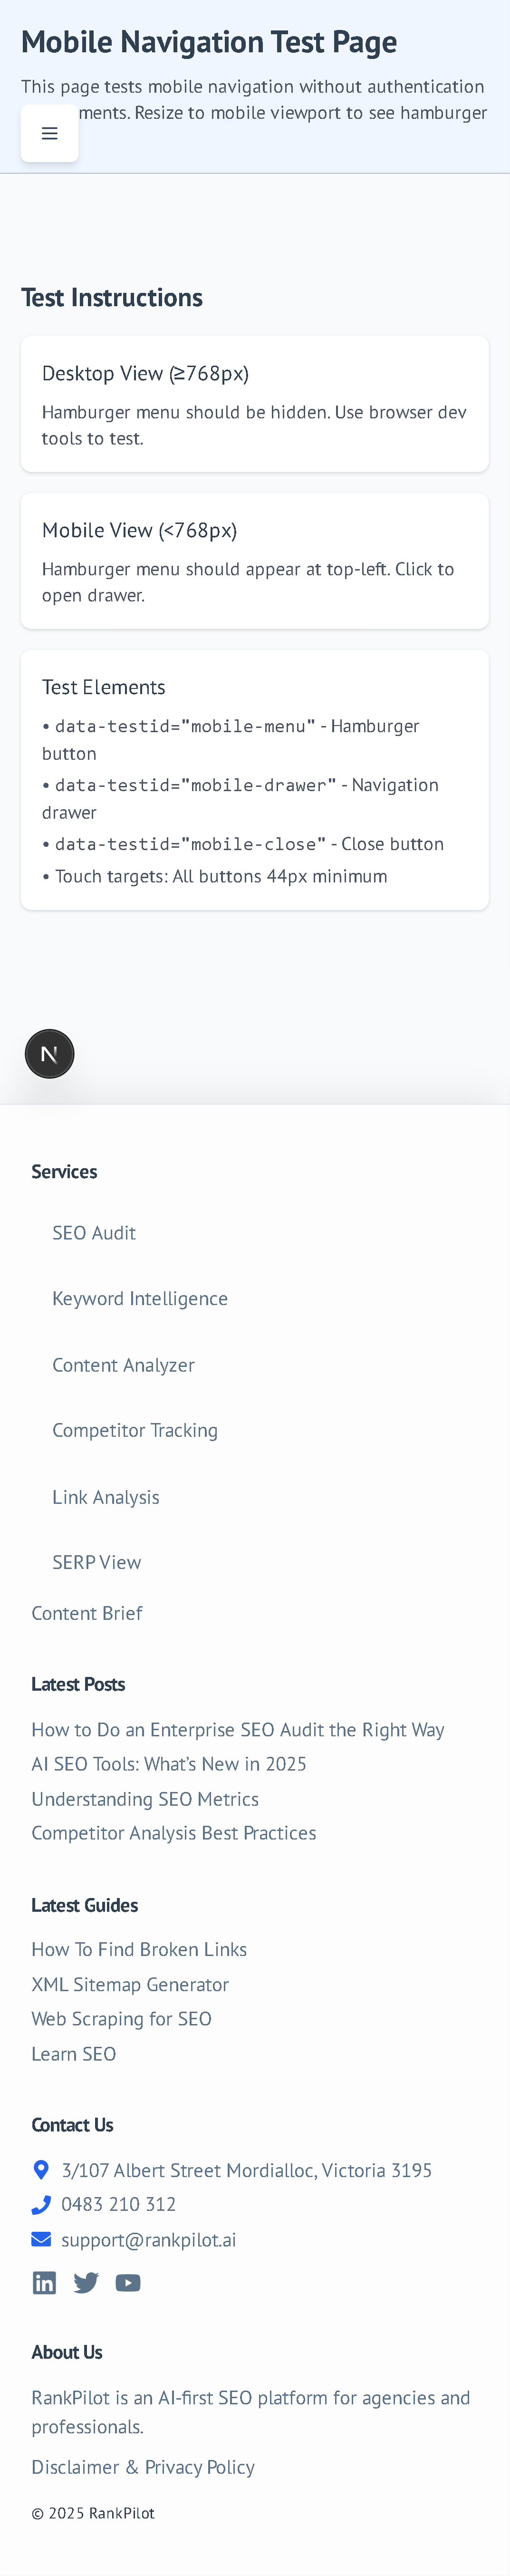 Mobile Navigation Test Page
This page tests mobile navigation without authentication
ments. Resize to mobile viewport to see hamburger
Test Instructions
Desktop View (≥768px)
Hamburger menu should be hidden. Use browser dev
tools to test.
Mobile View (<768px)
Hamburger menu should appear at top-left. Click to
open drawer.
Test Elements
• data-testid="mobile-menu" - Hamburger
button
• data-testid="mobile-drawer" - Navigation
drawer
• data-testid="mobile-close" - Close button
• Touch targets: All buttons 44px minimum
N
Services
SEO Audit
Keyword Intelligence
Content Analyzer
Competitor Tracking
Link Analysis
SERP View
Content Brief
Latest Posts
How to Do an Enterprise SEO Audit the Right Way
AI SEO Tools: What’s New in 2025
Understanding SEO Metrics
Competitor Analysis Best Practices
Latest Guides
How To Find Broken Links
XML Sitemap Generator
Web Scraping for SEO
Learn SEO
Contact Us
3/107 Albert Street Mordialloc, Victoria 3195
0483 210 312
support@rankpilot.ai
in
About Us
RankPilot is an AI-first SEO platform for agencies and
professionals.
Disclaimer & Privacy Policy
© 2025 RankPilot